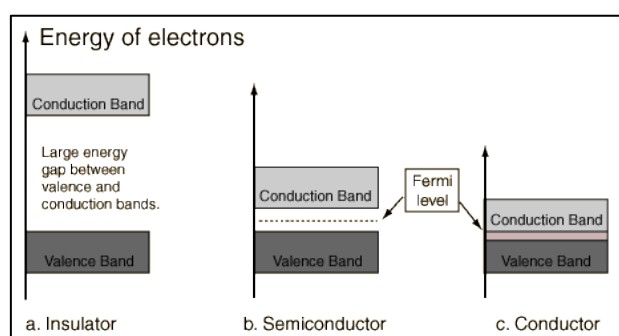 Energy of electrons
Conduction Band
Large energy
gap between
valence and
conduction bands.
Valence Band
a. Insulator
Conduction Band
Valence Band
b. Semiconductor
Fermi
level
Conduction Band
Valence Band
c. Conductor